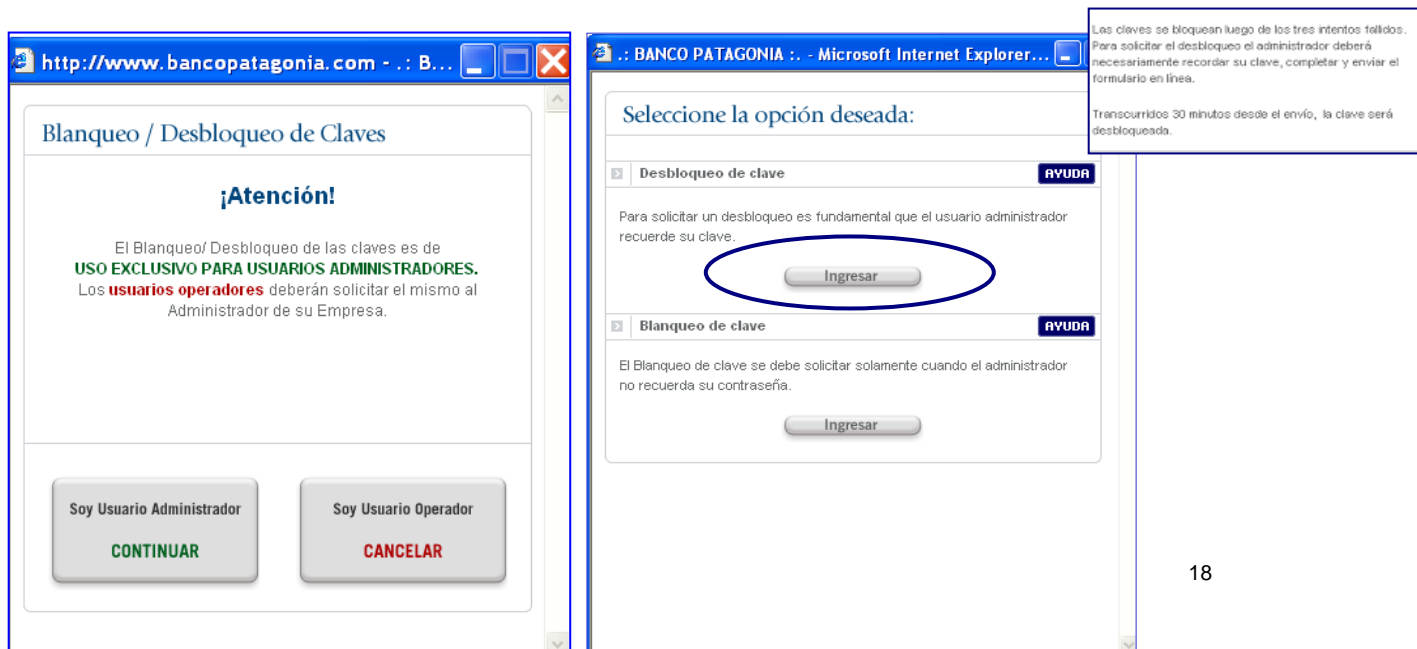 http://www.bancopatagonia.com - .: B...
Blanqueo / Desbloqueo de Claves
¡Atención!
El Blanqueo/ Desbloqueo de las claves es de
USO EXCLUSIVO PARA USUARIOS ADMINISTRADORES.
Los usuarios operadores deberán solicitar el mismo al
Administrador de su Empresa.
Soy Usuario Administrador
CONTINUAR
Soy Usuario Operador
CANCELAR
.: BANCO PATAGONIA :. - Microsoft Internet Explorer...
Seleccione la opción deseada:
Desbloqueo de clave
AYUDA
Para solicitar un desbloqueo es fundamental que el usuario administrador
recuerde su clave.
Ingresar
Blanqueo de clave
AYUDA
El Blanqueo de clave se debe solicitar solamente cuando el administrador
no recuerda su contraseña.
Ingresar
Las claves se bloquean luego de los tres intentos fallidos.
Para solicitar el desbloqueo el administrador deberá
necesariamente recordar su clave, completar y enviar el
formulario en línea.
Transcurridos 30 minutos desde el envío, la clave será
desbloqueada.
18